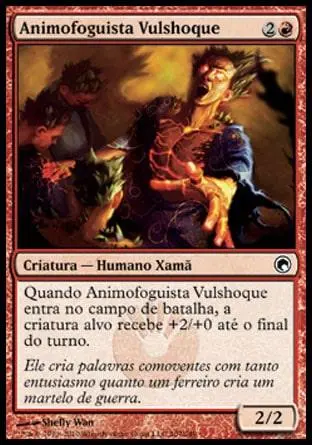 Animofoguista Vulshoque 2
Criatura — Humano Xamã
Quando Animofoguista Vulshoque
entra no campo de batalha, a
criatura alvo recebe +2/+0 até o final
do turno.
Ele cria palavras comoventes com tanto
entusiasmo quanto um ferreiro cria um
martelo de guerra.
2/2
Shelly Wan